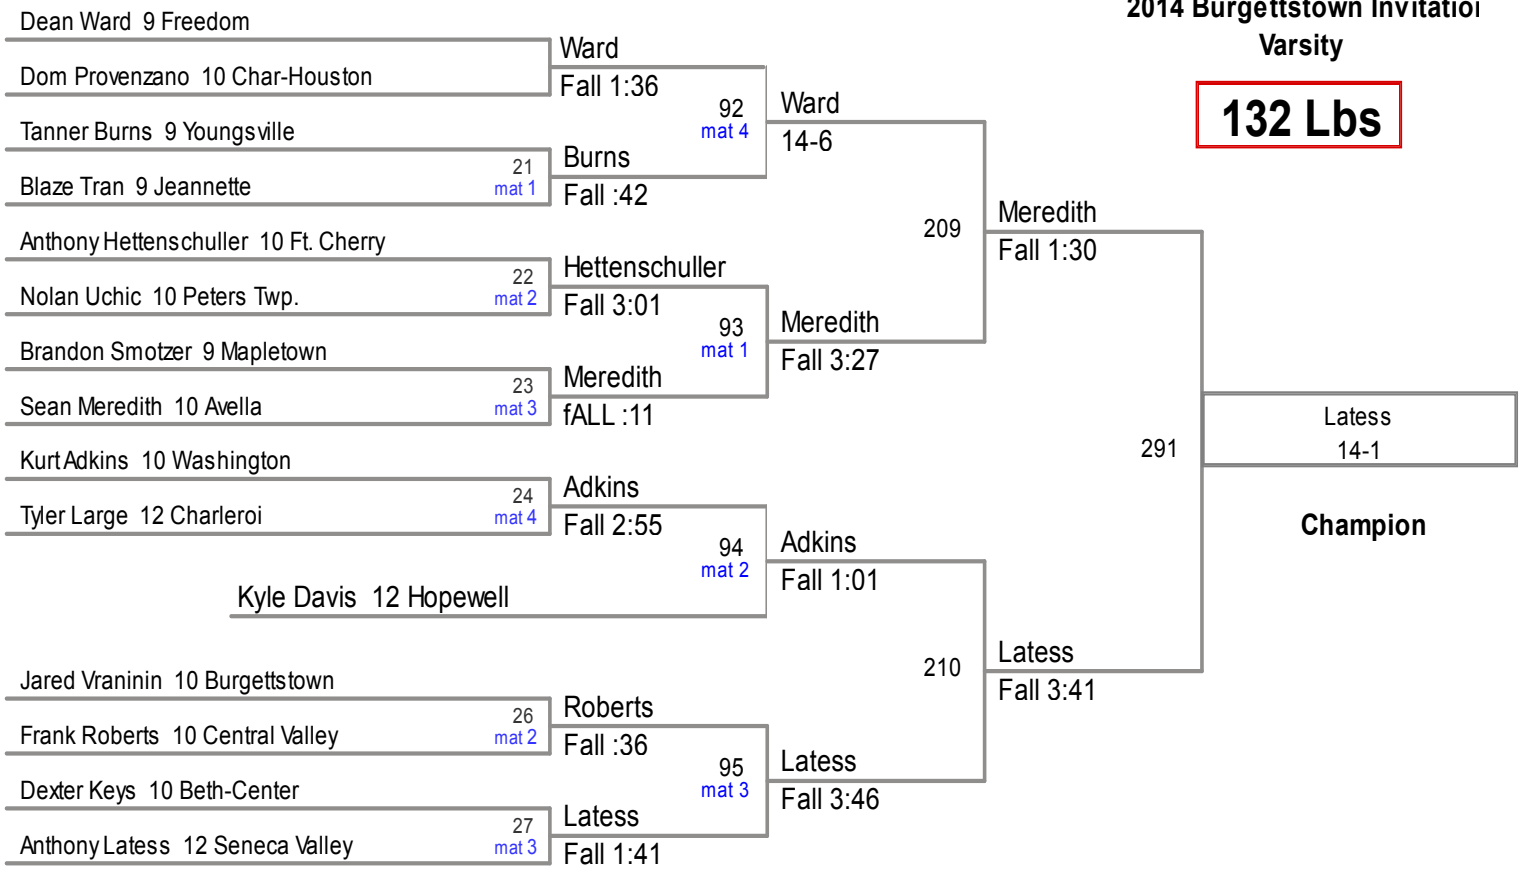 Dean Ward 9 Freedom
2014 Burgettstown Invitation
Varsity
132 Lbs
Dom Provenzano 10 Char-Houston
Ward
Fall 1:36
Tanner Burns 9 Youngsville
92
mat 4
Ward
14-6
Blaze Tran 9 Jeannette
21
mat 1
Burns
Fall :42
Anthony Hettenschuller 10 Ft. Cherry
209
Meredith
Fall 1:30
Nolan Uchic 10 Peters Twp.
22
mat 2
Hettenschuller
Fall 3:01
Brandon Smotzer 9 Mapletown
93
mat 1
Meredith
Fall 3:27
Sean Meredith 10 Avella
23
mat 3
Meredith
fALL :11
Kurt Adkins 10 Washington
291
Latess
14-1
Champion
Tyler Large 12 Charleroi
24
mat 4
Adkins
Fall 2:55
94
mat 2
Adkins
Fall 1:01
Kyle Davis 12 Hopewell
Jared Vraninin 10 Burgettstown
210
Latess
Fall 3:41
Frank Roberts 10 Central Valley
26
mat 2
Roberts
Fall :36
Dexter Keys 10 Beth-Center
95
mat 3
Latess
Fall 3:46
Anthony Latess 12 Seneca Valley
27
mat 3
Latess
Fall 1:41